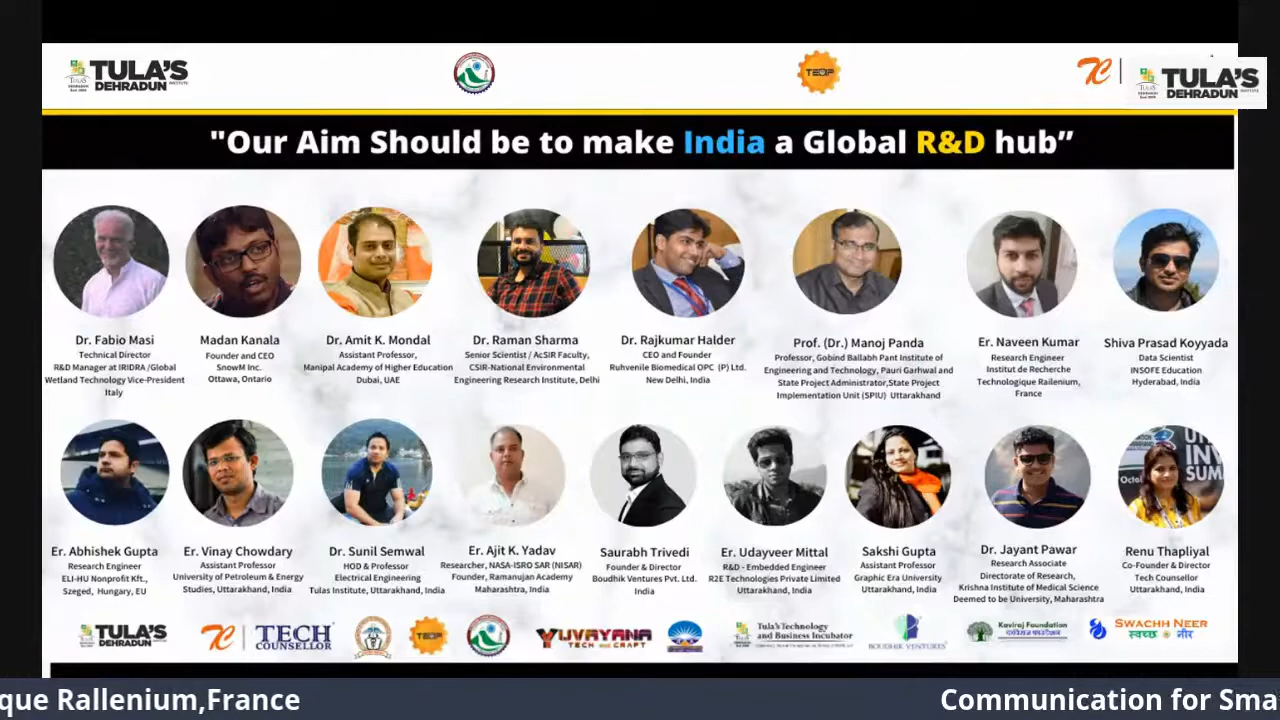 TULA'S
DEHRADUN
INSTITUTE
TEQIP
TC
TULA'S
DEHRADUN
INSTITUTE
"Our Aim Should be to make India a Global R&D hub”
Dr. Fabio Masi
Technical Director
R&D Manager at IRIDRA /Global
Wetland Technology Vice-President
Italy
Madan Kanala
Founder and CEO
SnowM Inc.
Ottawa, Ontario
Dr. Amit K. Mondal
Assistant Professor,
Manipal Academy of Higher Education
Dubai, UAE
Dr. Raman Sharma
Senior Scientist / AcSIR Faculty,
CSIR-National Environmental
Engineering Research Institute, Delhi
Dr. Rajkumar Halder
CEO and Founder
Ruhvenile Biomedical OPC (P) Ltd.
New Delhi, India
Prof. (Dr.) Manoj Panda
Professor, Gobind Ballabh Pant Institute of
Engineering and Technology, Pauri Garhwal and
State Project Administrator,State Project
Implementation Unit (SPIU) Uttarakhand
Er. Naveen Kumar
Research Engineer
Institut de Recherche
Technologique Railenium,
France
Shiva Prasad Koyyada
Data Scientist
INSOFE Education
Hyderabad, India
Er. Abhishek Gupta
Research Engineer
ELI-HU Nonprofit Kft.,
Szeged, Hungary, EU
Er. Vinay Chowdary
Assistant Professor
University of Petroleum & Energy
Studies, Uttarakhand, India
Dr. Sunil Semwal
HOD & Professor
Electrical Engineering
Tulas Institute, Uttarakhand, India
Er. Ajit K. Yadav
Researcher, NASA-ISRO SAR (NISAR)
Founder, Ramanujan Academy
Maharashtra, India
Saurabh Trivedi
Founder & Director
Boudhik Ventures Pvt. Ltd.
India
Er. Udayveer Mittal
R&D - Embedded Engineer
R2E Technologies Private Limited
Uttarakhand, India
Sakshi Gupta
Assistant Professor
Graphic Era University
Uttarakhand, India
Dr. Jayant Pawar
Research Associate
Directorate of Research,
Krishna Institute of Medical Science
Deemed to be University, Maharashtra
Renu Thapliyal
Co-Founder & Director
Tech Counsellor
Uttarakhand, India
TULA'S
DEHRADUN
INSTITUTE
TC
TECH
COUNSELLOR
TEQIP
YUVAYANA
TECH AND CRAFT
Tula's Technology
and Business Incubator
BOUDHIK VENTURES
Kaviraj Foundation
कविराज फाउंडेशन
SWACHH NEER
स्वच्छ नीर
que Rallenium,France
Communication for Sma